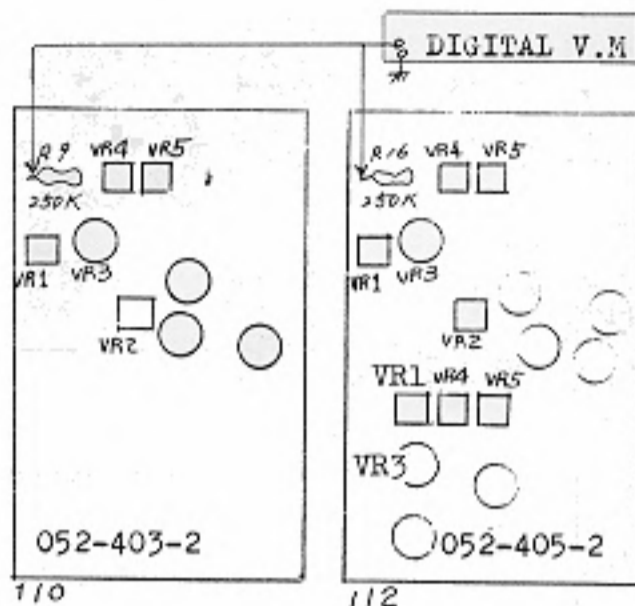 DIGITAL V.M
R9 VR4 VR5
250K
VR1 VR3
VR2
052-403-2
110
R16 VR4 VR5
250K
VR1 VR3
VR2
VR1 VR4 VR5
VR3
052-405-2
112